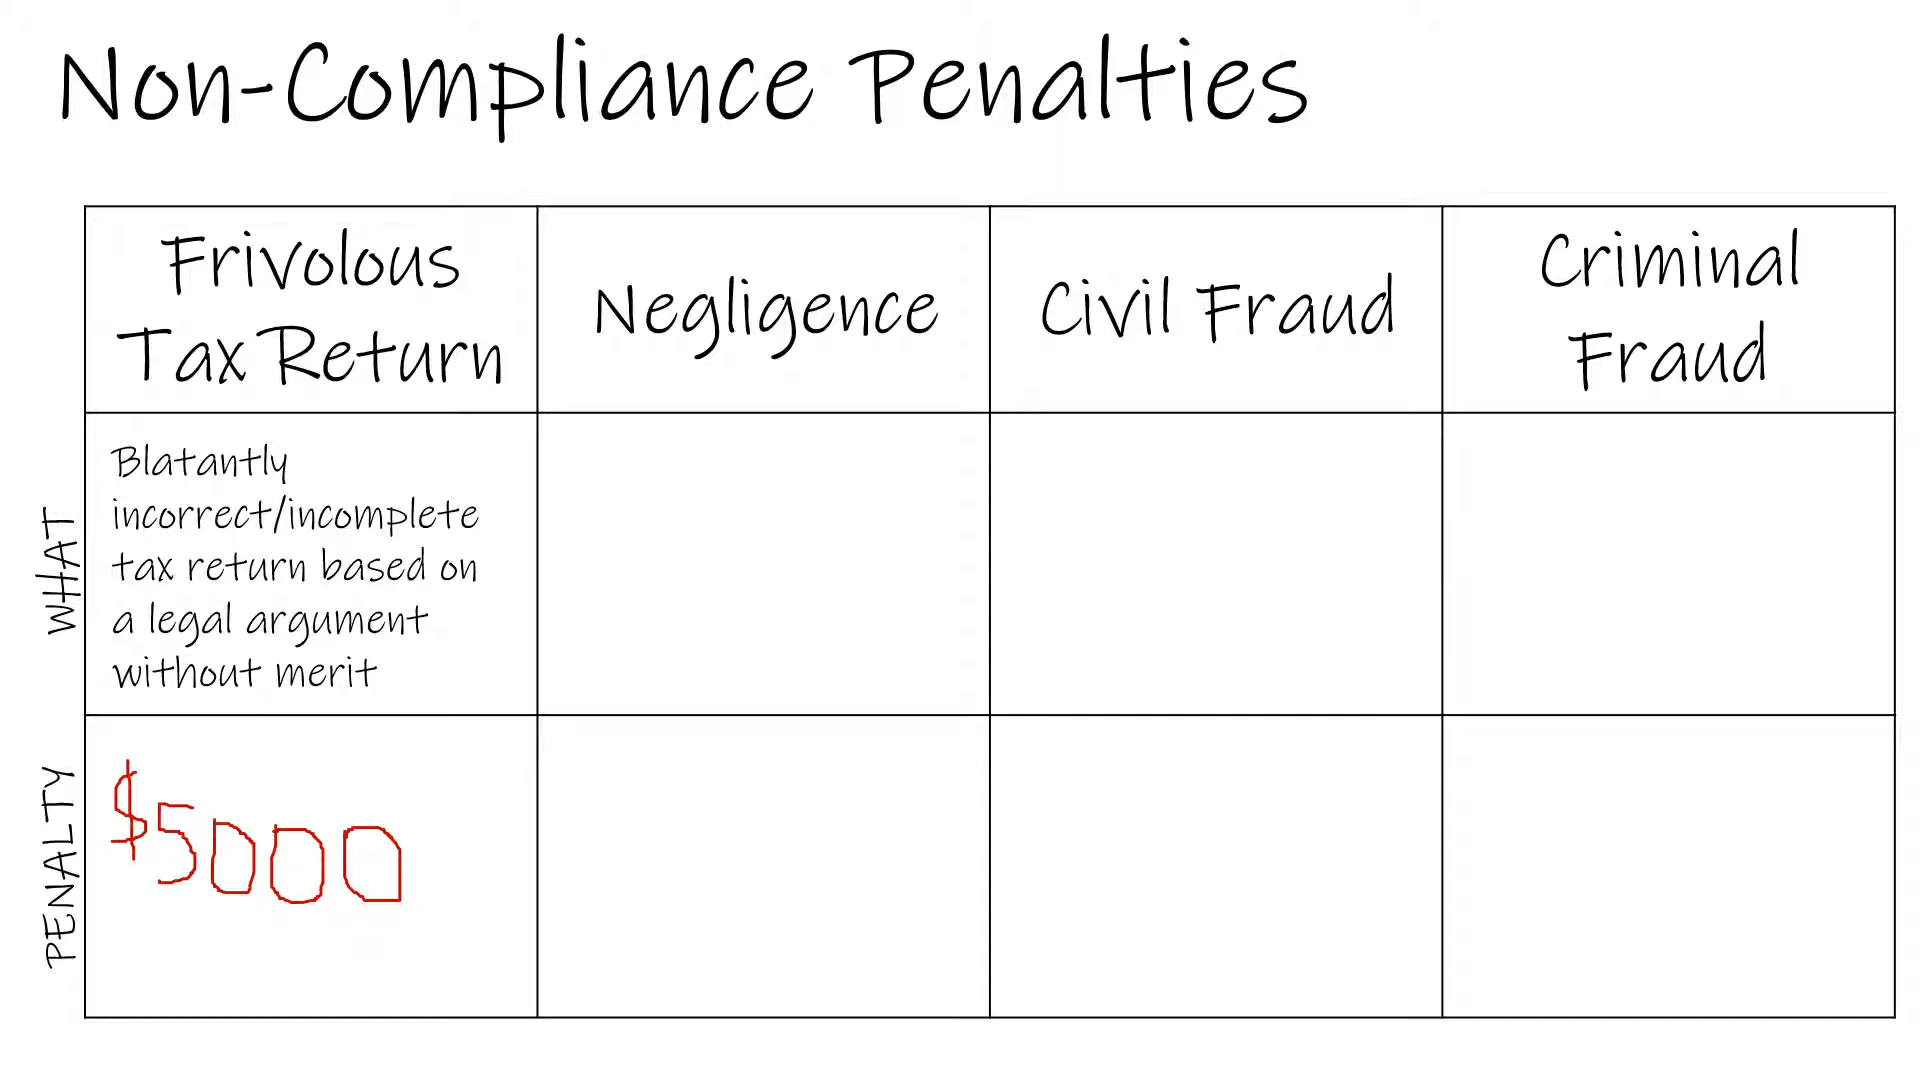 Non-Compliance Penalties
Frivolous
Tax Return
Negligence
Civil Fraud
Criminal
Fraud
WHAT
Blatantly
incorrect/incomplete
tax return based on
a legal argument
without merit
PENALTY
$5000